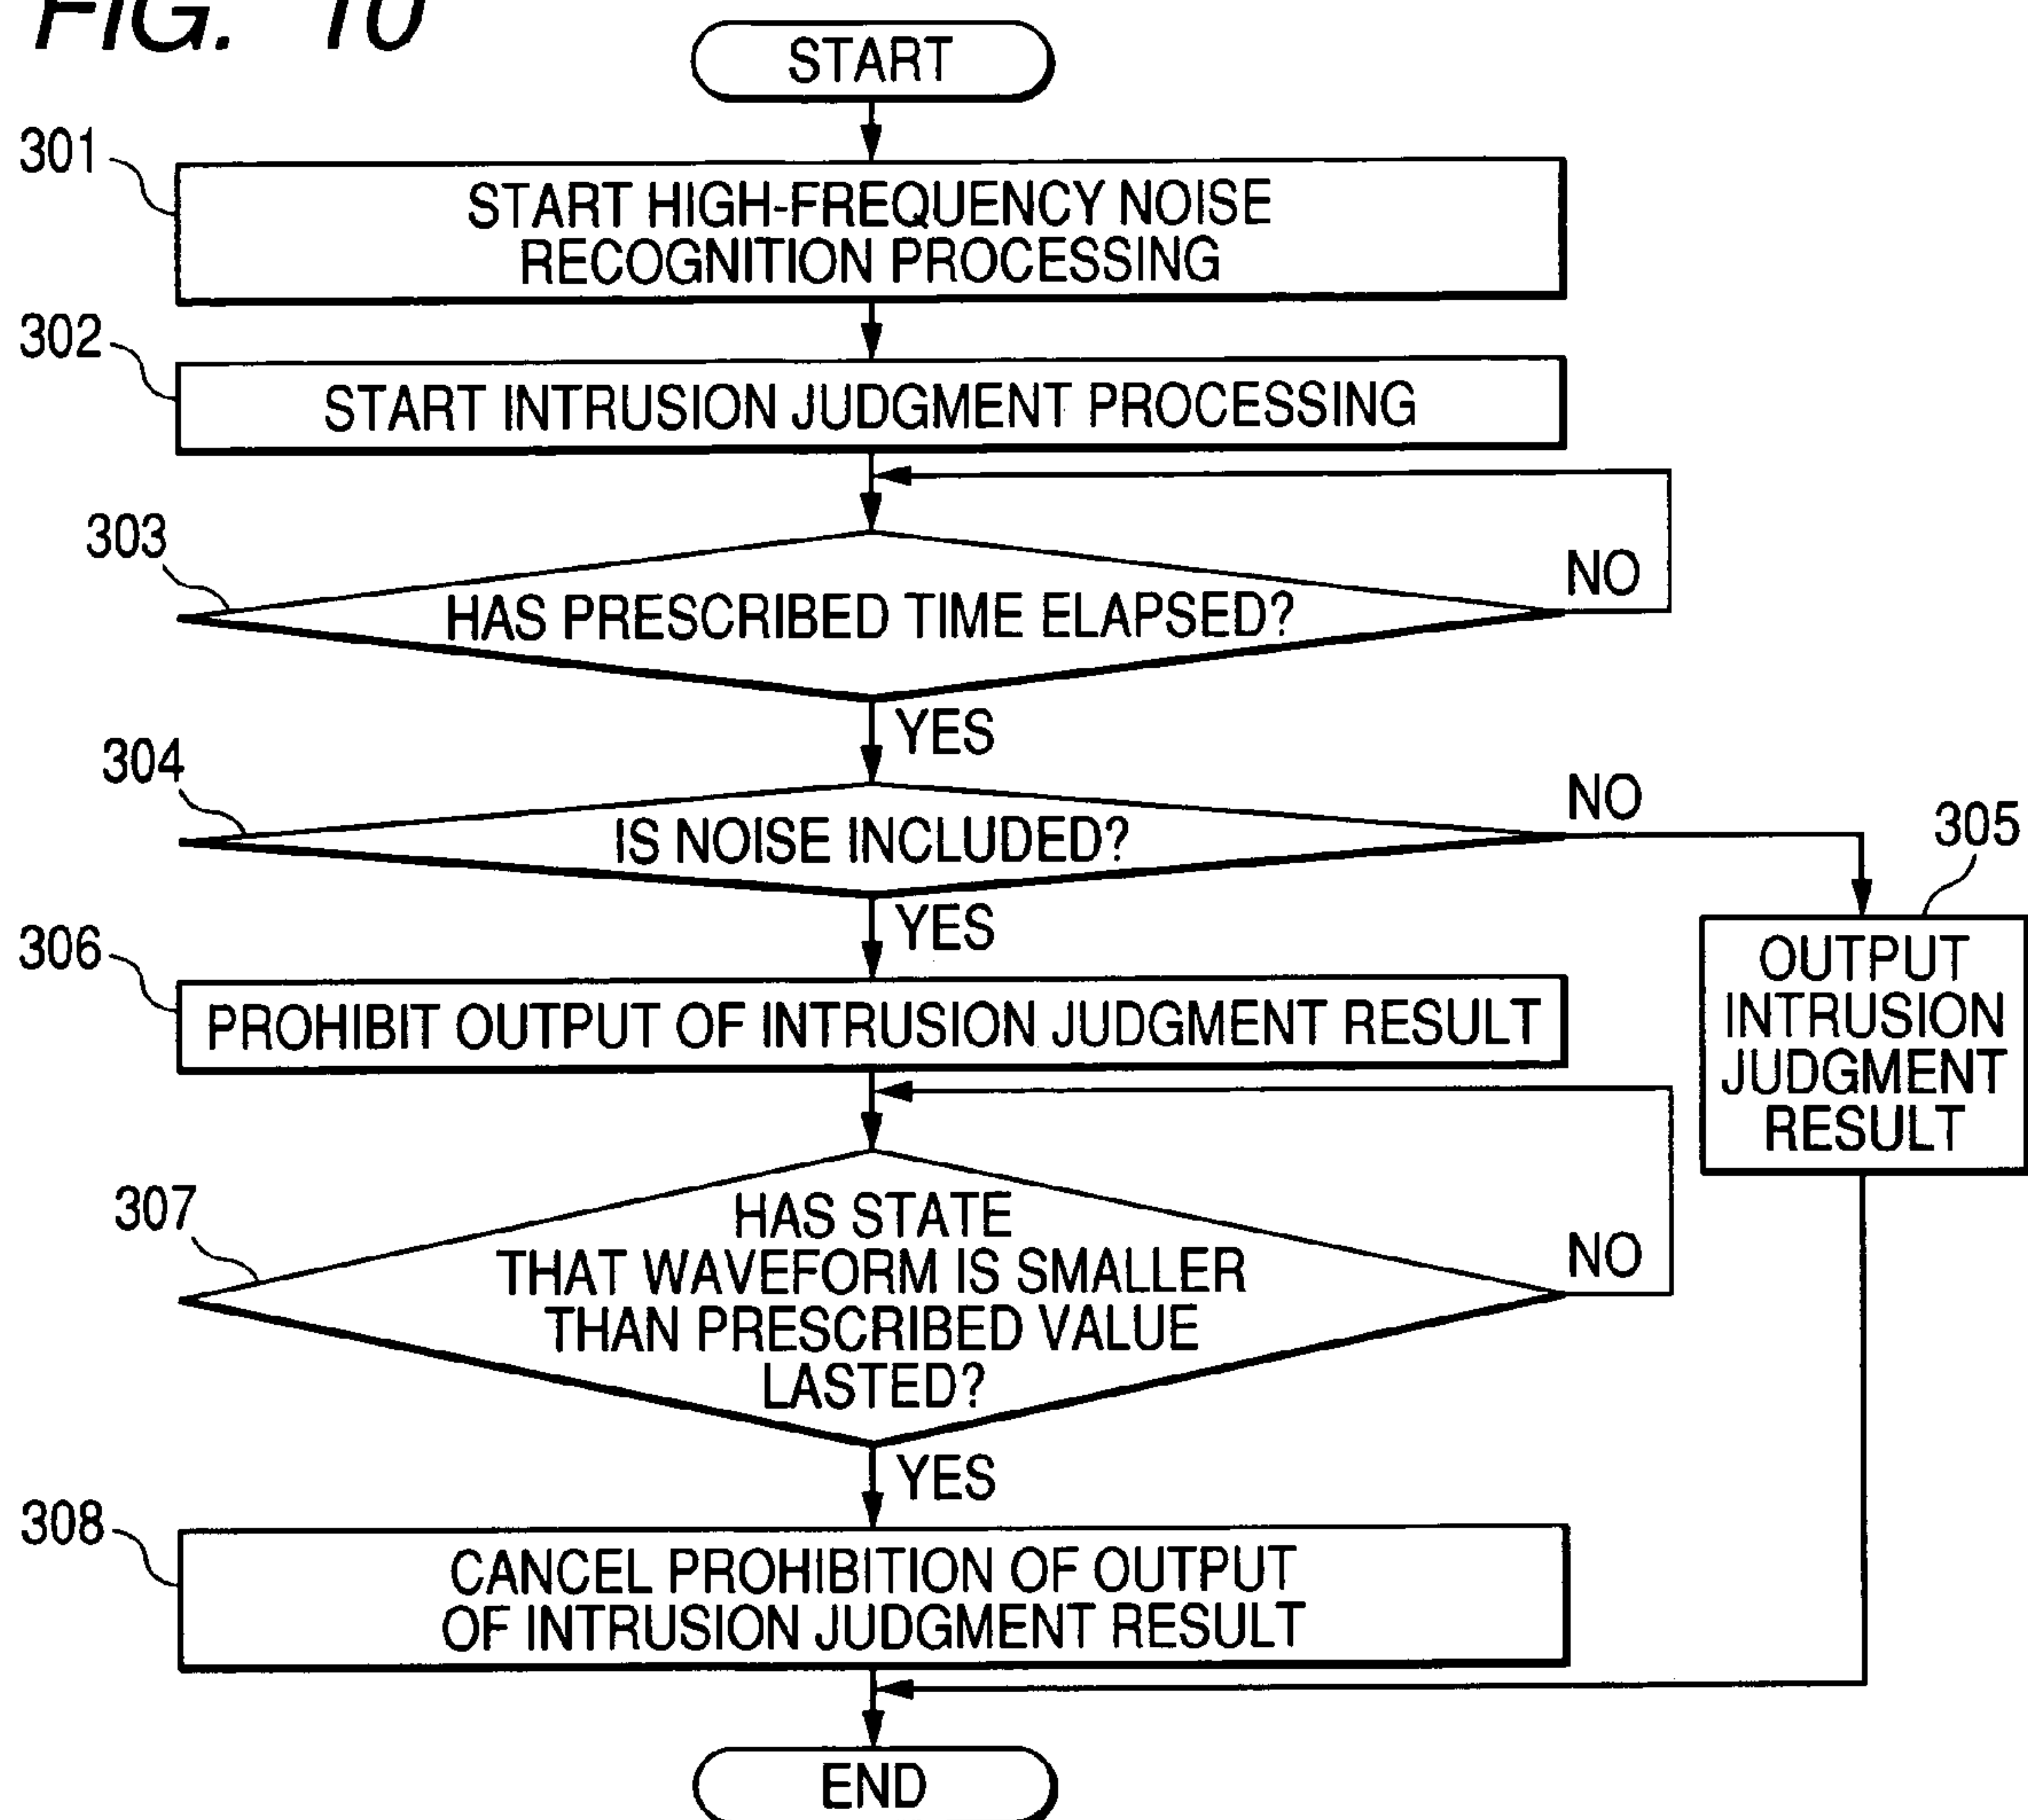 FIG. 10
START
301
START HIGH-FREQUENCY NOISE
RECOGNITION PROCESSING
302
START INTRUSION JUDGMENT PROCESSING
303
HAS PRESCRIBED TIME ELAPSED?
NO
YES
304
IS NOISE INCLUDED?
NO
305
OUTPUT
INTRUSION
JUDGMENT
RESULT
YES
306
PROHIBIT OUTPUT OF INTRUSION JUDGMENT RESULT
307
HAS STATE
THAT WAVEFORM IS SMALLER
THAN PRESCRIBED VALUE
LASTED?
NO
YES
308
CANCEL PROHIBITION OF OUTPUT
OF INTRUSION JUDGMENT RESULT
END